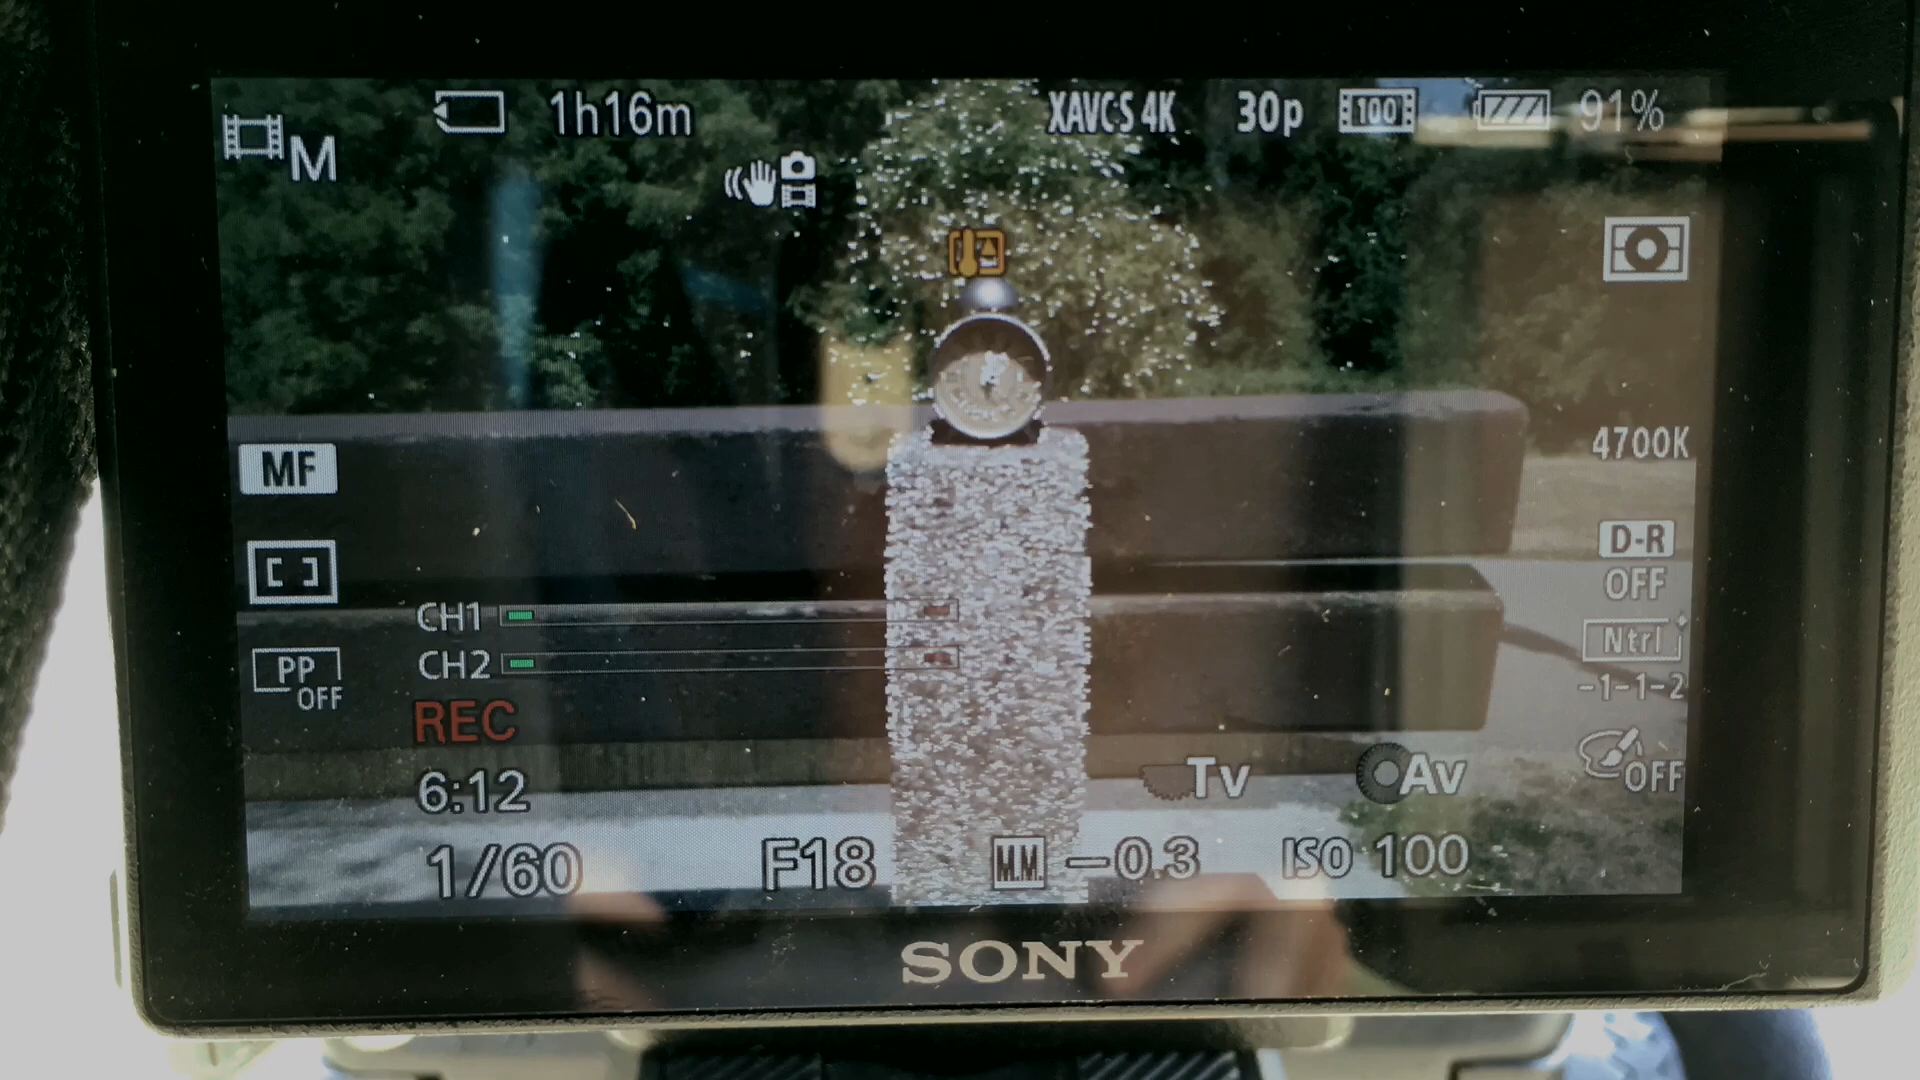 1h16m XAVC S 4K 30p 100 91%
M
4700K
MF
D-R
OFF
CH1
CH2
Ntrl
PP
OFF
-1-1-2
REC
OFF
6:12 Tv Av
1/60 F18 M.M. -0.3 ISO 100
SONY